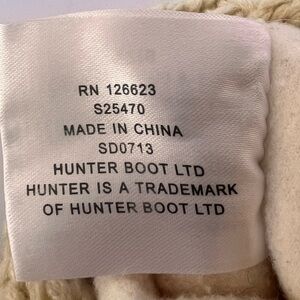 RN 126623
S25470
MADE IN CHINA
SD0713
HUNTER BOOT LTD
HUNTER IS A TRADEMARK
OF HUNTER BOOT LTD